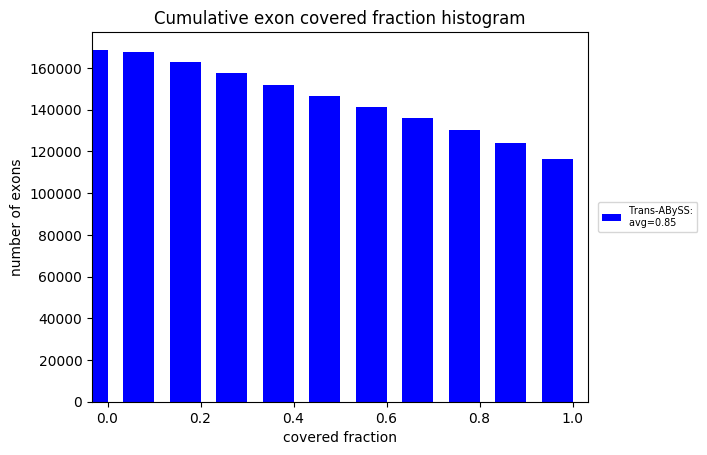 Cumulative exon covered fraction histogram
160000
140000
120000
100000
80000
60000
40000
20000
0
number of exons
0.0 0.2 0.4 0.6 0.8 1.0
covered fraction
Trans-ABySS:
avg=0.85